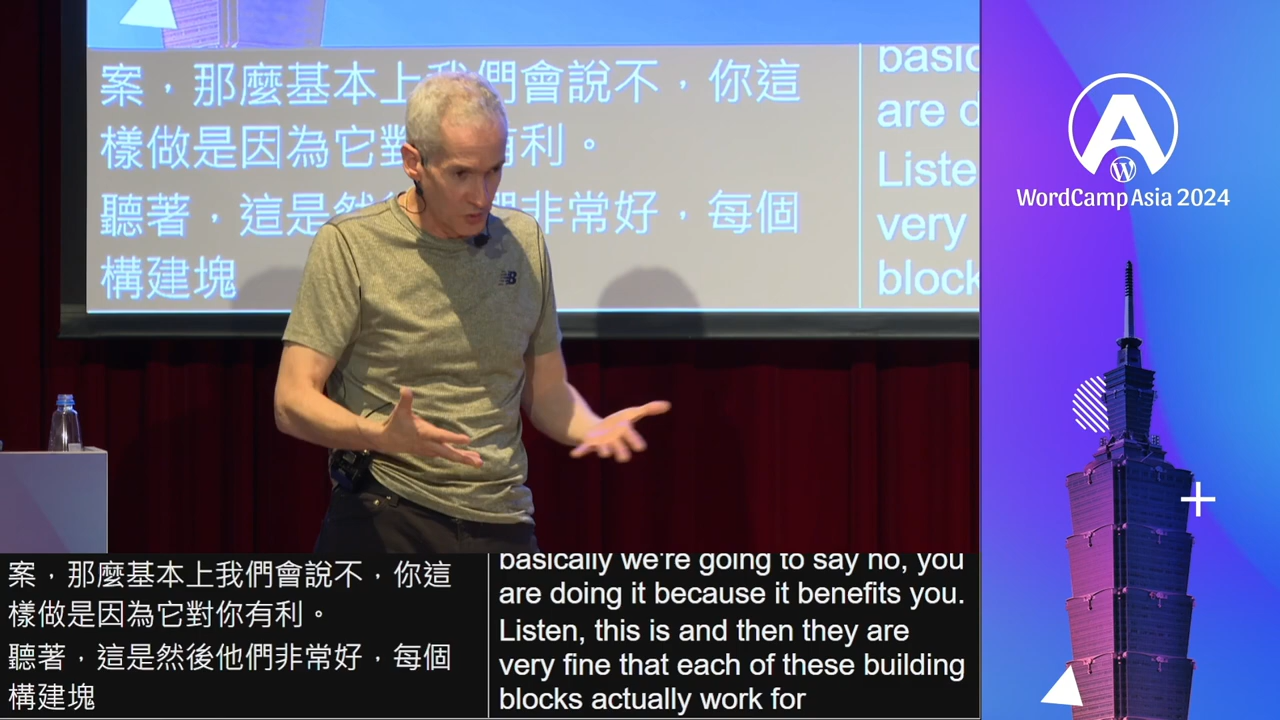 案，那麼基本上我們會說不，你這
樣做是因為它對有利。
聽著，這是然們非常好，每個
構建塊
basic
are d
Liste
very
block
NB
WordCamp Asia 2024
案，那麼基本上我們會說不，你這
樣做是因為它對你有利。
聽著，這是然後他們非常好，每個
構建塊
basically we're going to say no, you
are doing it because it benefits you.
Listen, this is and then they are
very fine that each of these building
blocks actually work for